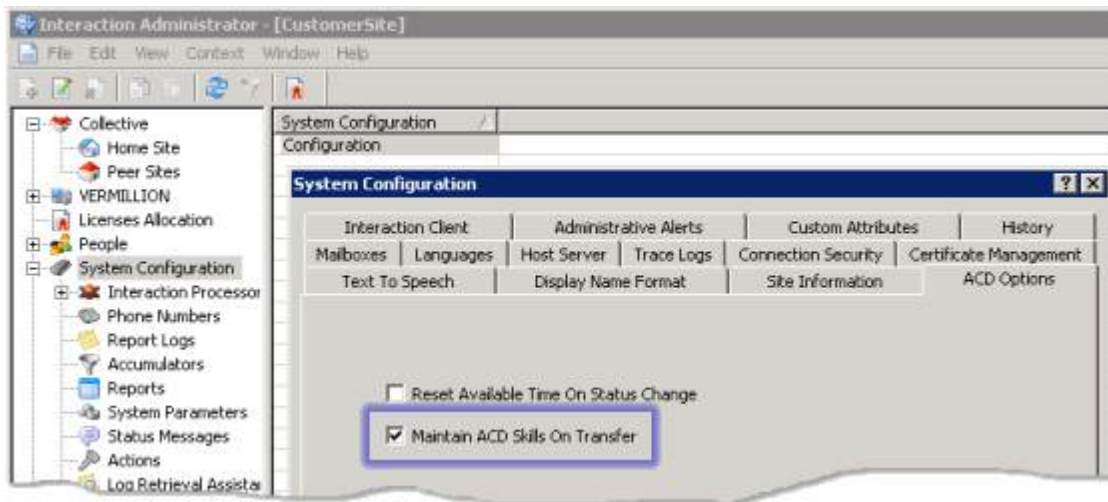 Interaction Administrator - [CustomerSite]
File Edit View Context Window Help
Collective
Home Site
Peer Sites
VERMILLION
Licenses Allocation
People
System Configuration
Interaction Processor
Phone Numbers
Report Logs
Accumulators
Reports
System Parameters
Status Messages
Actions
Log Retrieval Assista
System Configuration
Configuration
System Configuration
Interaction Client Administrative Alerts Custom Attributes History
Mailboxes Languages Host Server Trace Logs Connection Security Certificate Management
Text To Speech Display Name Format Site Information ACD Options
Reset Available Time On Status Change
Maintain ACD Skills On Transfer